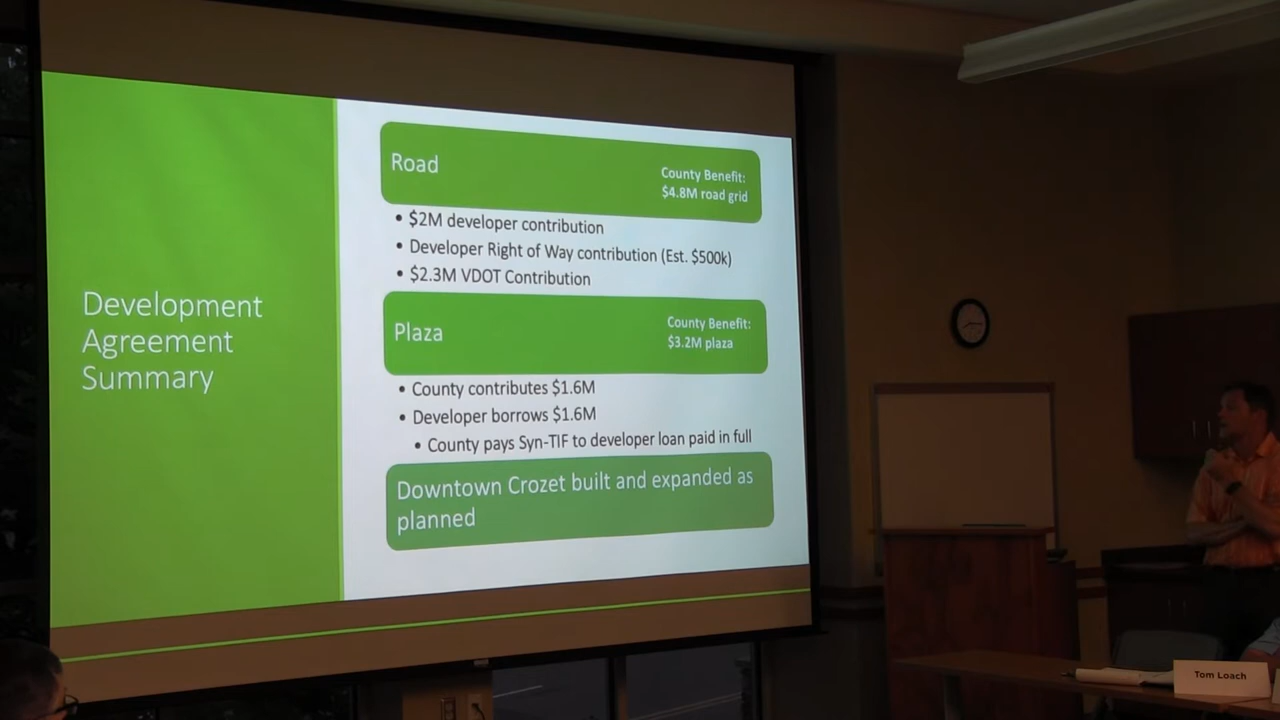 Development
Agreement
Summary
Road
County Benefit:
$4.8M road grid
• $2M developer contribution
• Developer Right of Way contribution (Est. $500k)
• $2.3M VDOT Contribution
Plaza
County Benefit:
$3.2M plaza
• County contributes $1.6M
• Developer borrows $1.6M
• County pays Syn-TIF to developer loan paid in full
Downtown Crozet built and expanded as
planned
Tom Loach